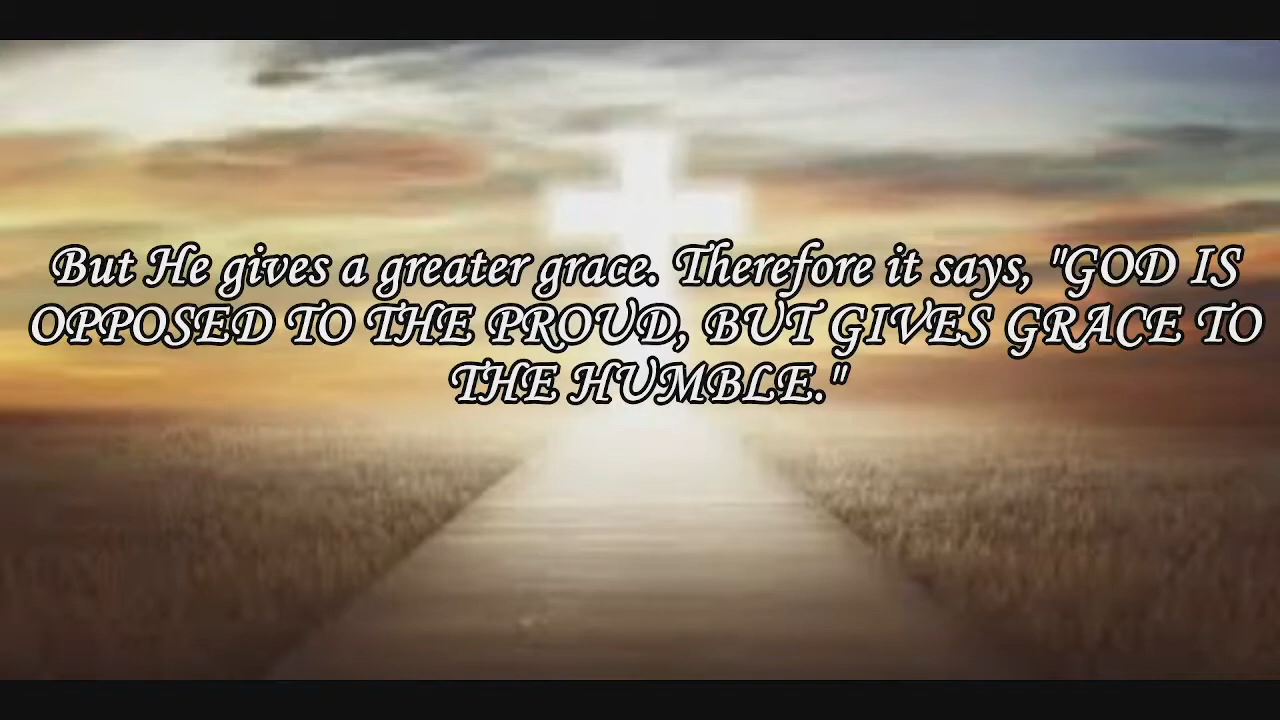 But He gives a greater grace. Therefore it says, "GOD IS
OPPOSED TO THE PROUD, BUT GIVES GRACE TO
THE HUMBLE."